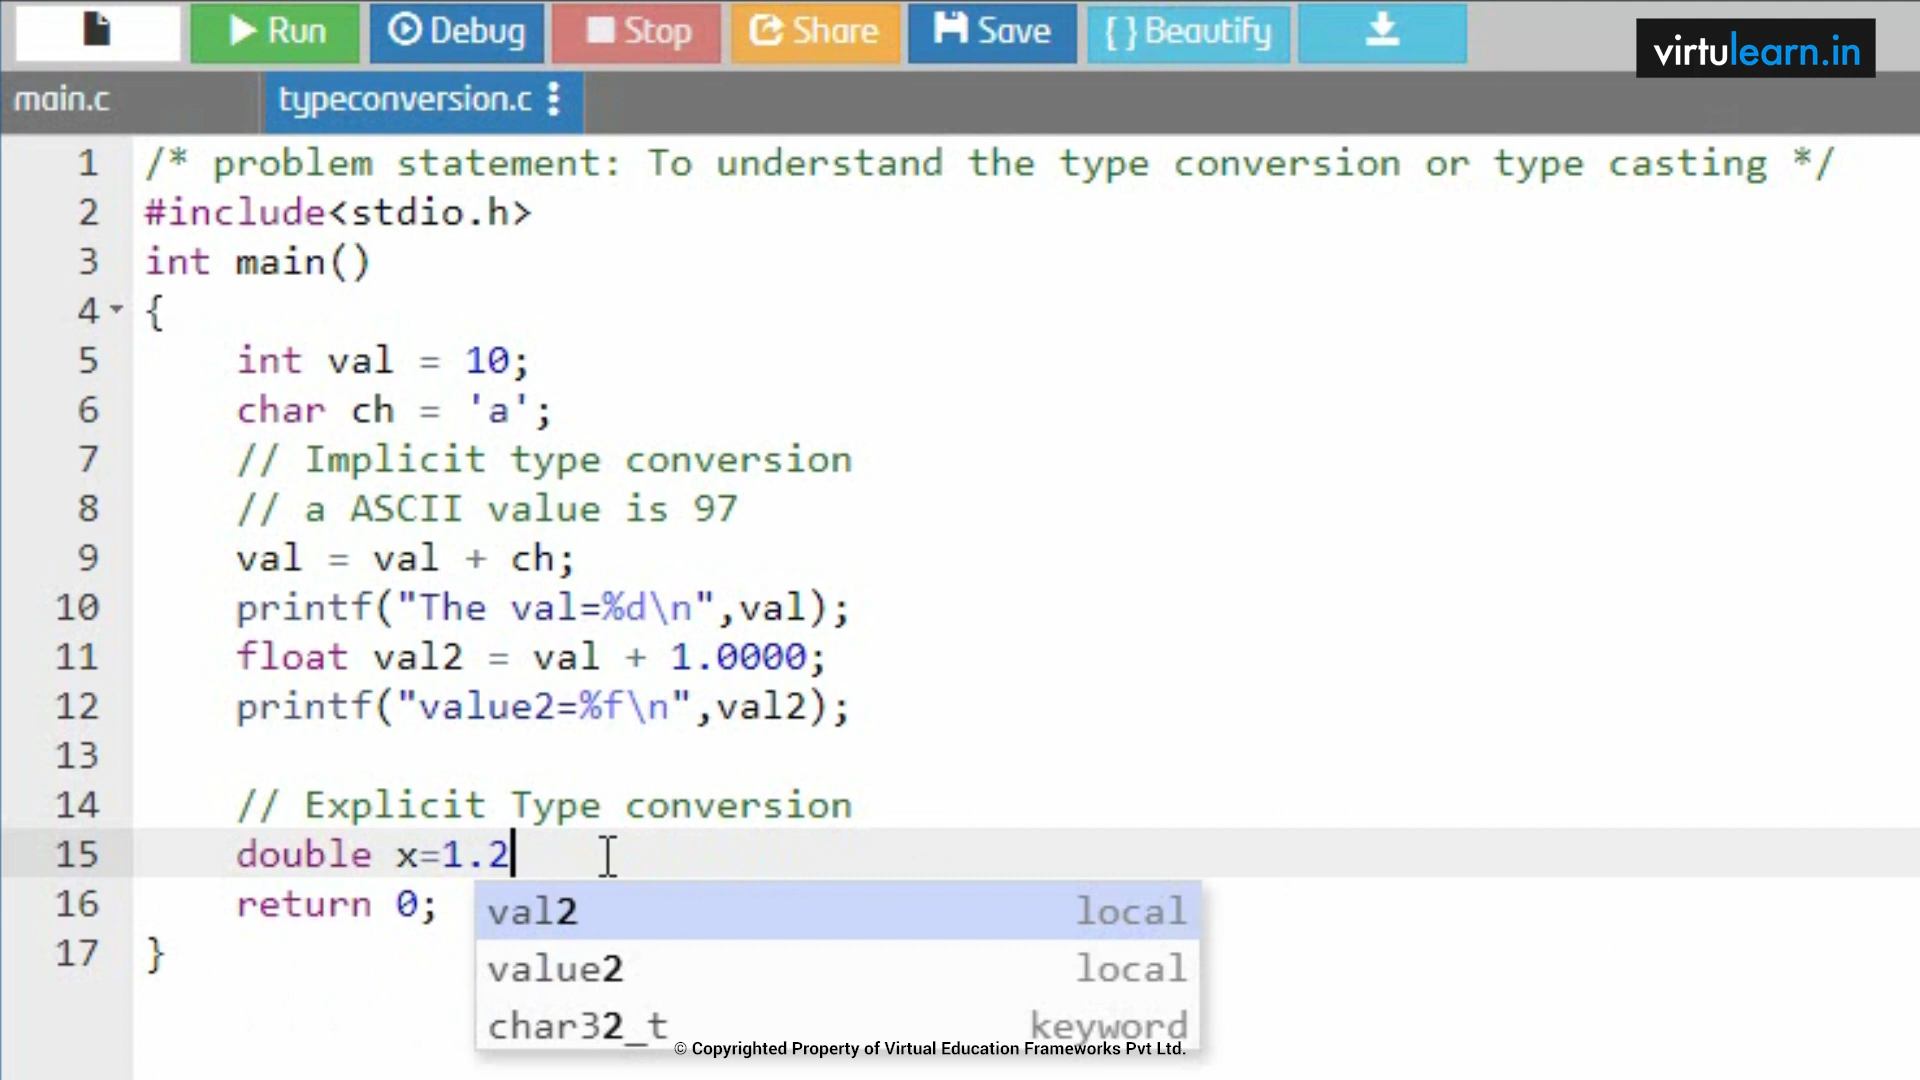 Run Debug Stop Share Save { } Beautify
virtulearn.in
main.c typeconversion.c
1 /* problem statement: To understand the type conversion or type casting */
2 #include<stdio.h>
3 int main()
4 {
5 int val = 10;
6 char ch = 'a';
7 // Implicit type conversion
8 // a ASCII value is 97
9 val = val + ch;
10 printf("The val=%d\n",val);
11 float val2 = val + 1.0000;
12 printf("value2=%f\n",val2);
13
14 // Explicit Type conversion
15 double x=1.2
16 return 0;
17 }
val2 local
value2 local
char32_t keyword
© Copyrighted Property of Virtual Education Frameworks Pvt Ltd.